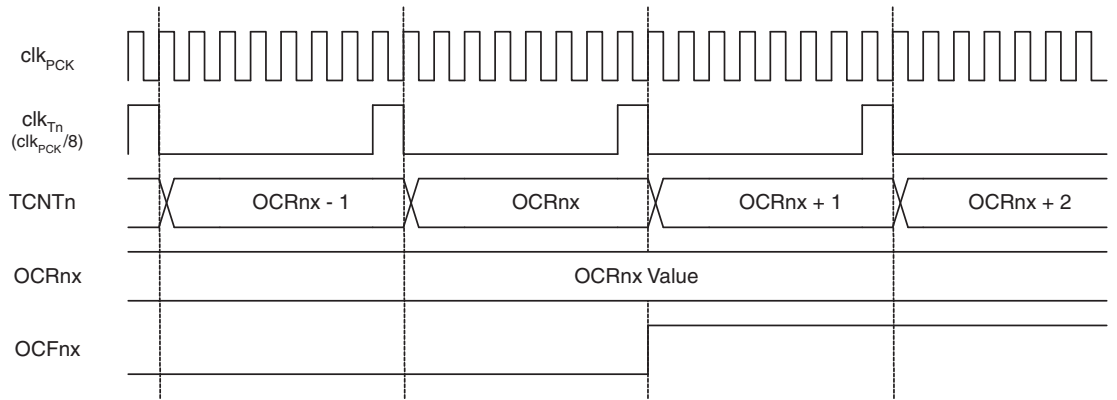 clkPCK
clkTn
(clkPCK/8)
TCNTn
OCRnx - 1
OCRnx
OCRnx + 1
OCRnx + 2
OCRnx
OCRnx Value
OCFnx